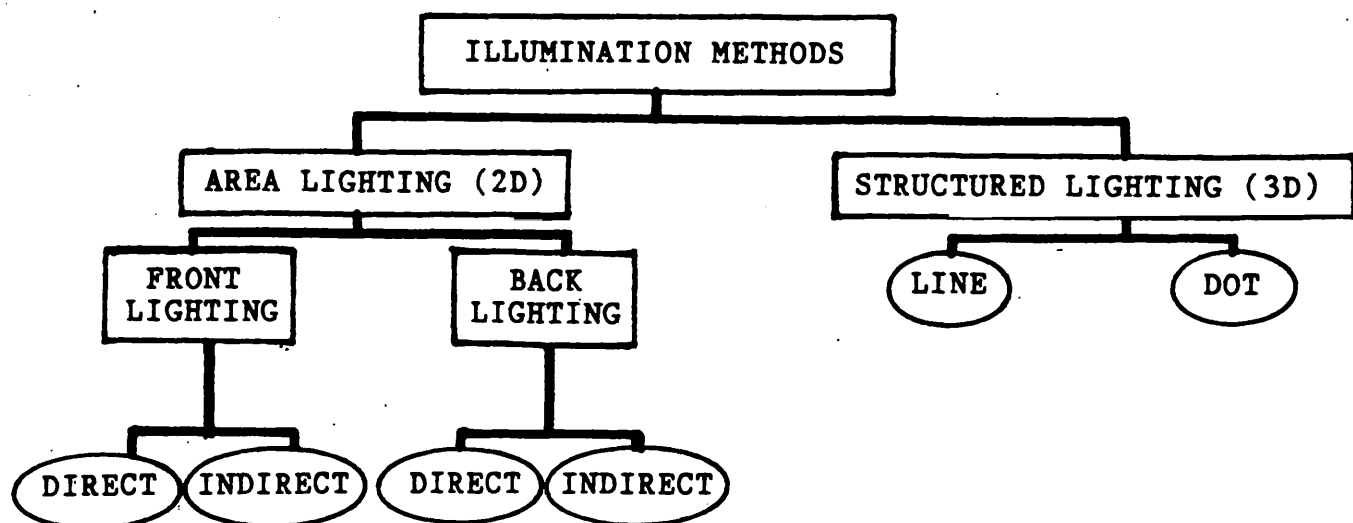 ILLUMINATION METHODS
AREA LIGHTING (2D)
STRUCTURED LIGHTING (3D)
FRONT
LIGHTING
BACK
LIGHTING
LINE
DOT
DIRECT
INDIRECT
DIRECT
INDIRECT